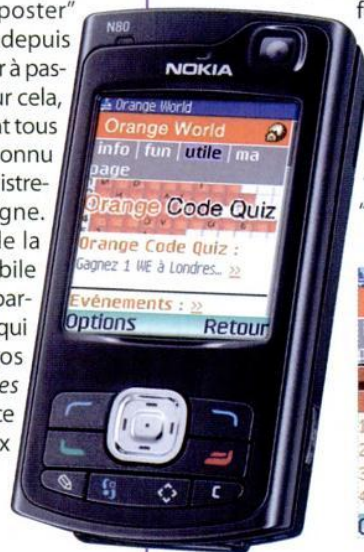 poster"
depuis
r à pas-
ur cela,
nt tous
connu
istre-
igne.
de la
bile
par-
qui
os
es
te
x
N80
NOKIA
Orange World
Orange World
info | fun | utile | ma
page
Orange Code Quiz
Orange Code Quiz :
Gagnez 1 WE à Londres... >>
Evénements : >>
Options Retour
C
f
"